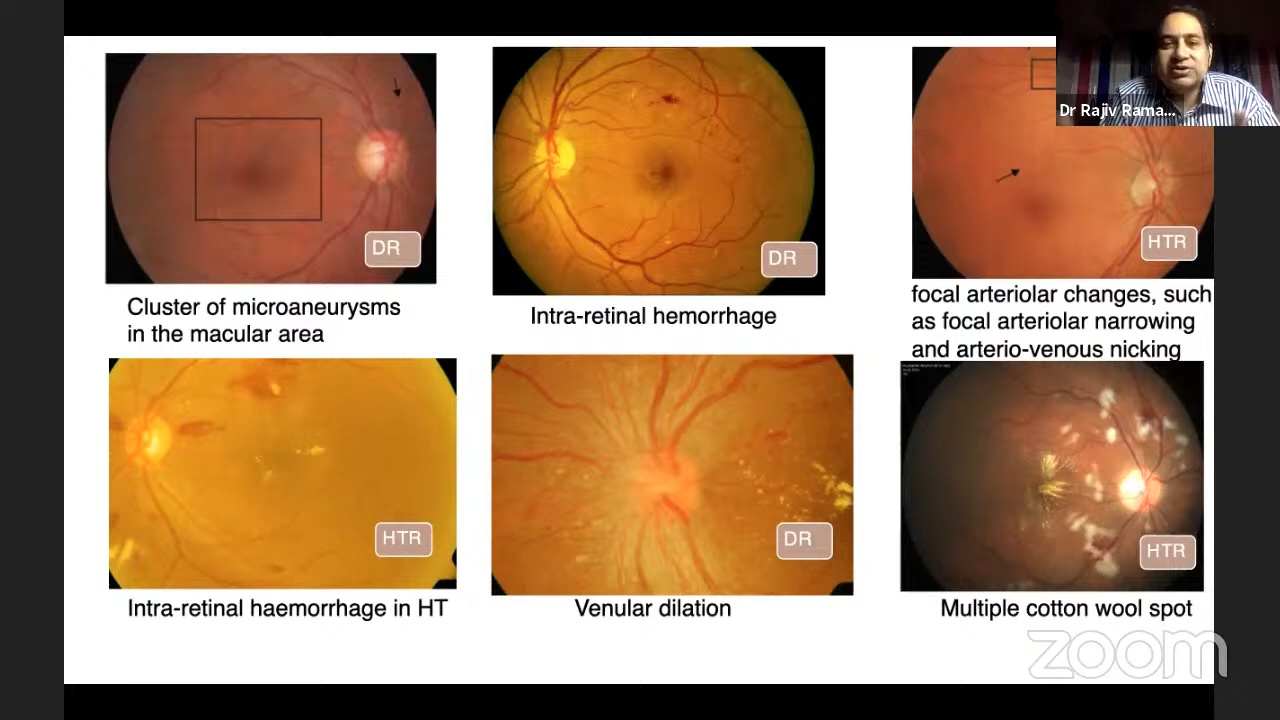 Dr Rajiv Rama...
DR
DR
HTR
Cluster of microaneurysms
in the macular area
Intra-retinal hemorrhage
focal arteriolar changes, such
as focal arteriolar narrowing
and arterio-venous nicking
HTR
DR
HTR
Intra-retinal haemorrhage in HT
Venular dilation
Multiple cotton wool spot
zoom